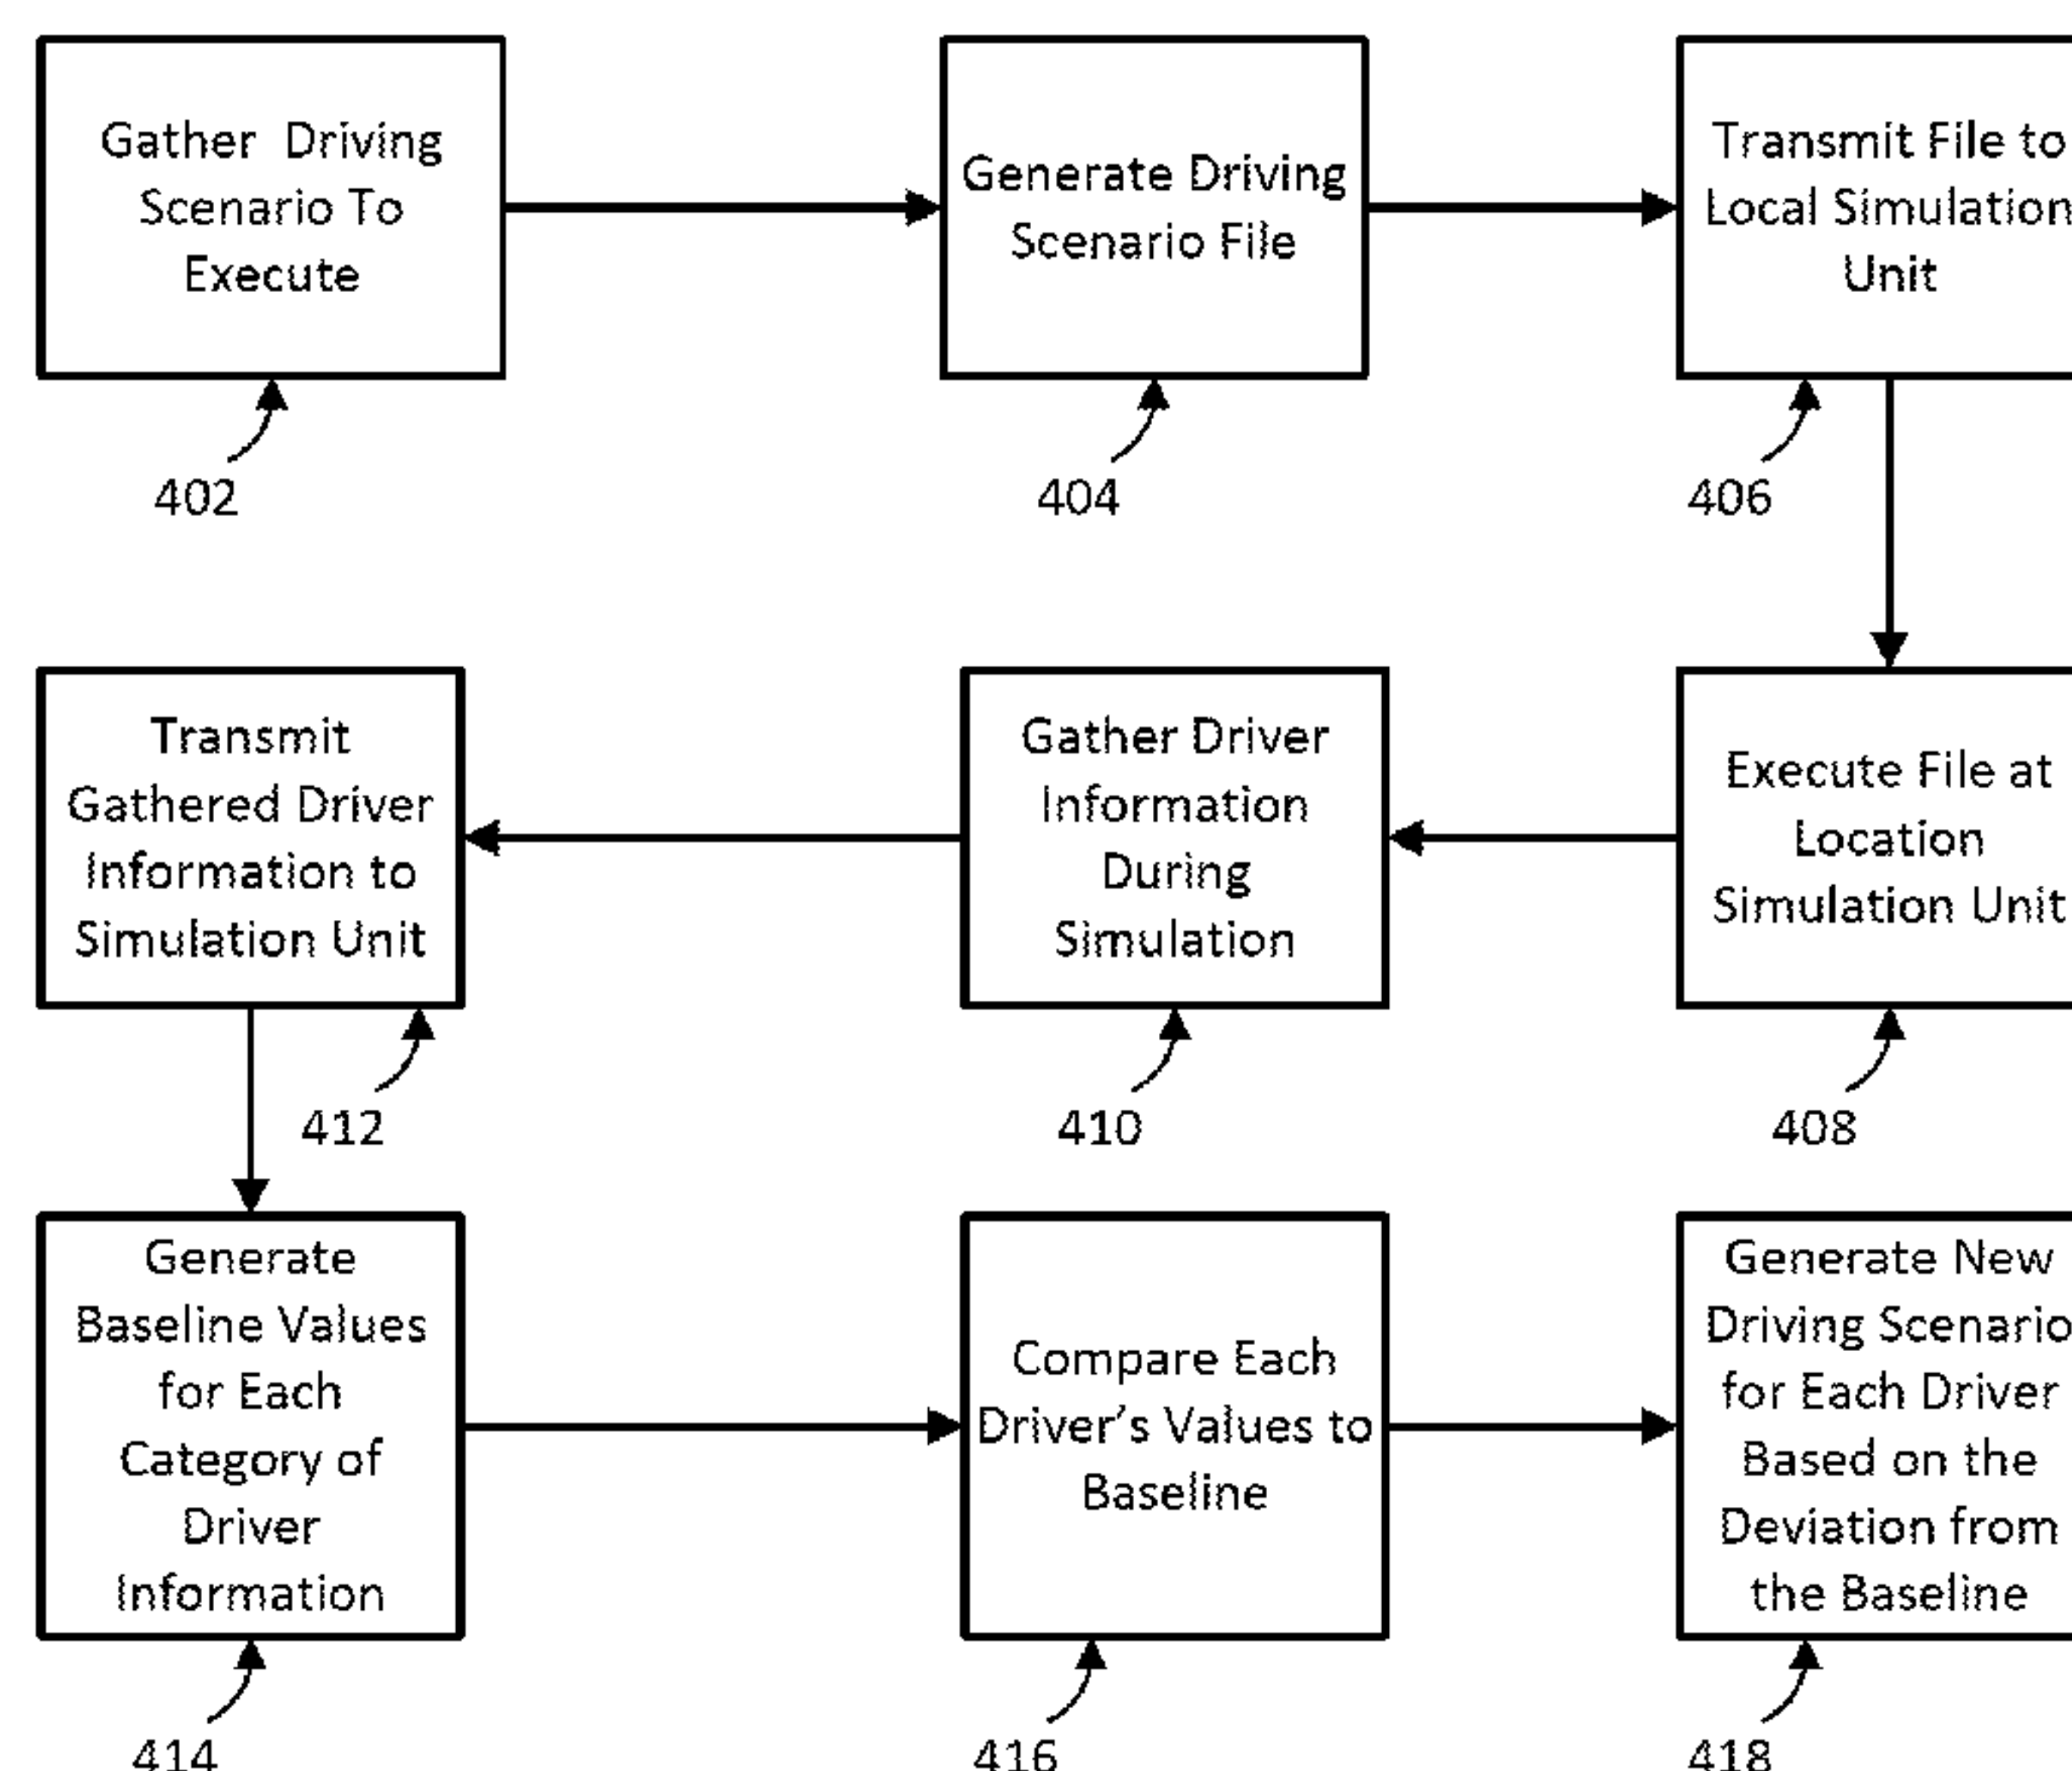 Gather Driving
Scenario To
Execute
402
Generate Driving
Scenario File
404
Transmit File to
Local Simulation
Unit
406
Execute File at
Location
Simulation Unit
408
Gather Driver
Information
During
Simulation
410
Transmit
Gathered Driver
Information to
Simulation Unit
412
Generate
Baseline Values
for Each
Category of
Driver
Information
414
Compare Each
Driver's Values to
Baseline
416
Generate New
Driving Scenario
for Each Driver
Based on the
Deviation from
the Baseline
418